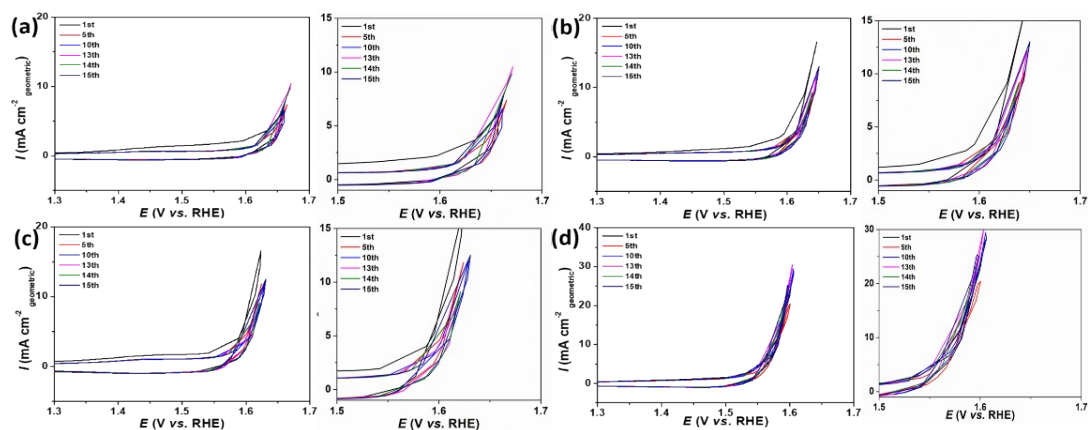 (a)
I (mA cm⁻² geometric)
20
10
0
1st
5th
10th
13th
14th
15th
1.3 1.4 1.5 1.6 1.7
E (V vs. RHE)
15
10
5
0
1st
5th
10th
13th
14th
15th
1.5 1.6 1.7
E (V vs. RHE)
(b)
I (mA cm⁻² geometric)
20
10
0
1st
5th
10th
13th
14th
15th
1.3 1.4 1.5 1.6 1.7
E (V vs. RHE)
15
10
5
0
1st
5th
10th
13th
14th
15th
1.5 1.6 1.7
E (V vs. RHE)
(c)
I (mA cm⁻² geometric)
20
10
0
1st
5th
10th
13th
14th
15th
1.3 1.4 1.5 1.6 1.7
E (V vs. RHE)
15
10
5
0
1st
5th
10th
13th
14th
15th
1.5 1.6 1.7
E (V vs. RHE)
(d)
I (mA cm⁻² geometric)
40
30
20
10
0
1st
5th
10th
13th
14th
15th
1.3 1.4 1.5 1.6 1.7
E (V vs. RHE)
30
20
10
0
1st
5th
10th
13th
14th
15th
1.5 1.6 1.7
E (V vs. RHE)